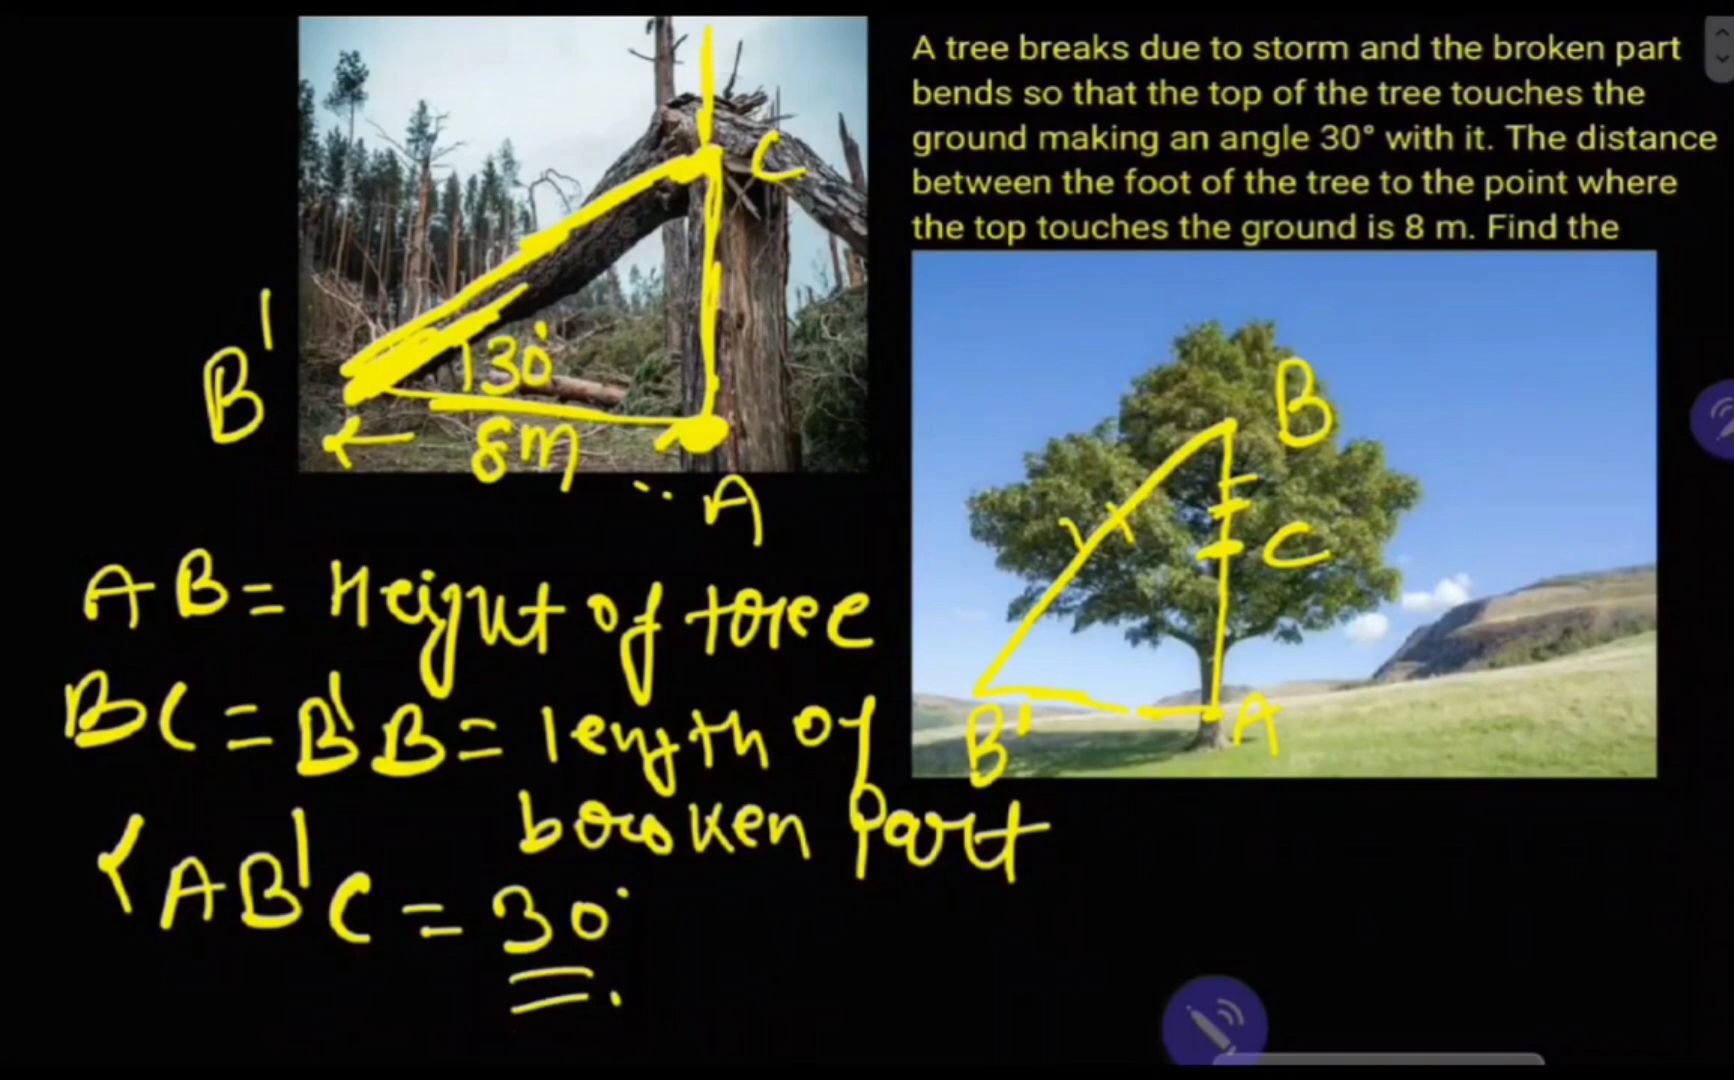 A tree breaks due to storm and the broken part
bends so that the top of the tree touches the
ground making an angle 30° with it. The distance
between the foot of the tree to the point where
the top touches the ground is 8 m. Find the
C
B'
30°
8m
A
B
C
B'
A
AB = Height of tree
BC = B'B = length of
broken part
∠AB'C = 30°